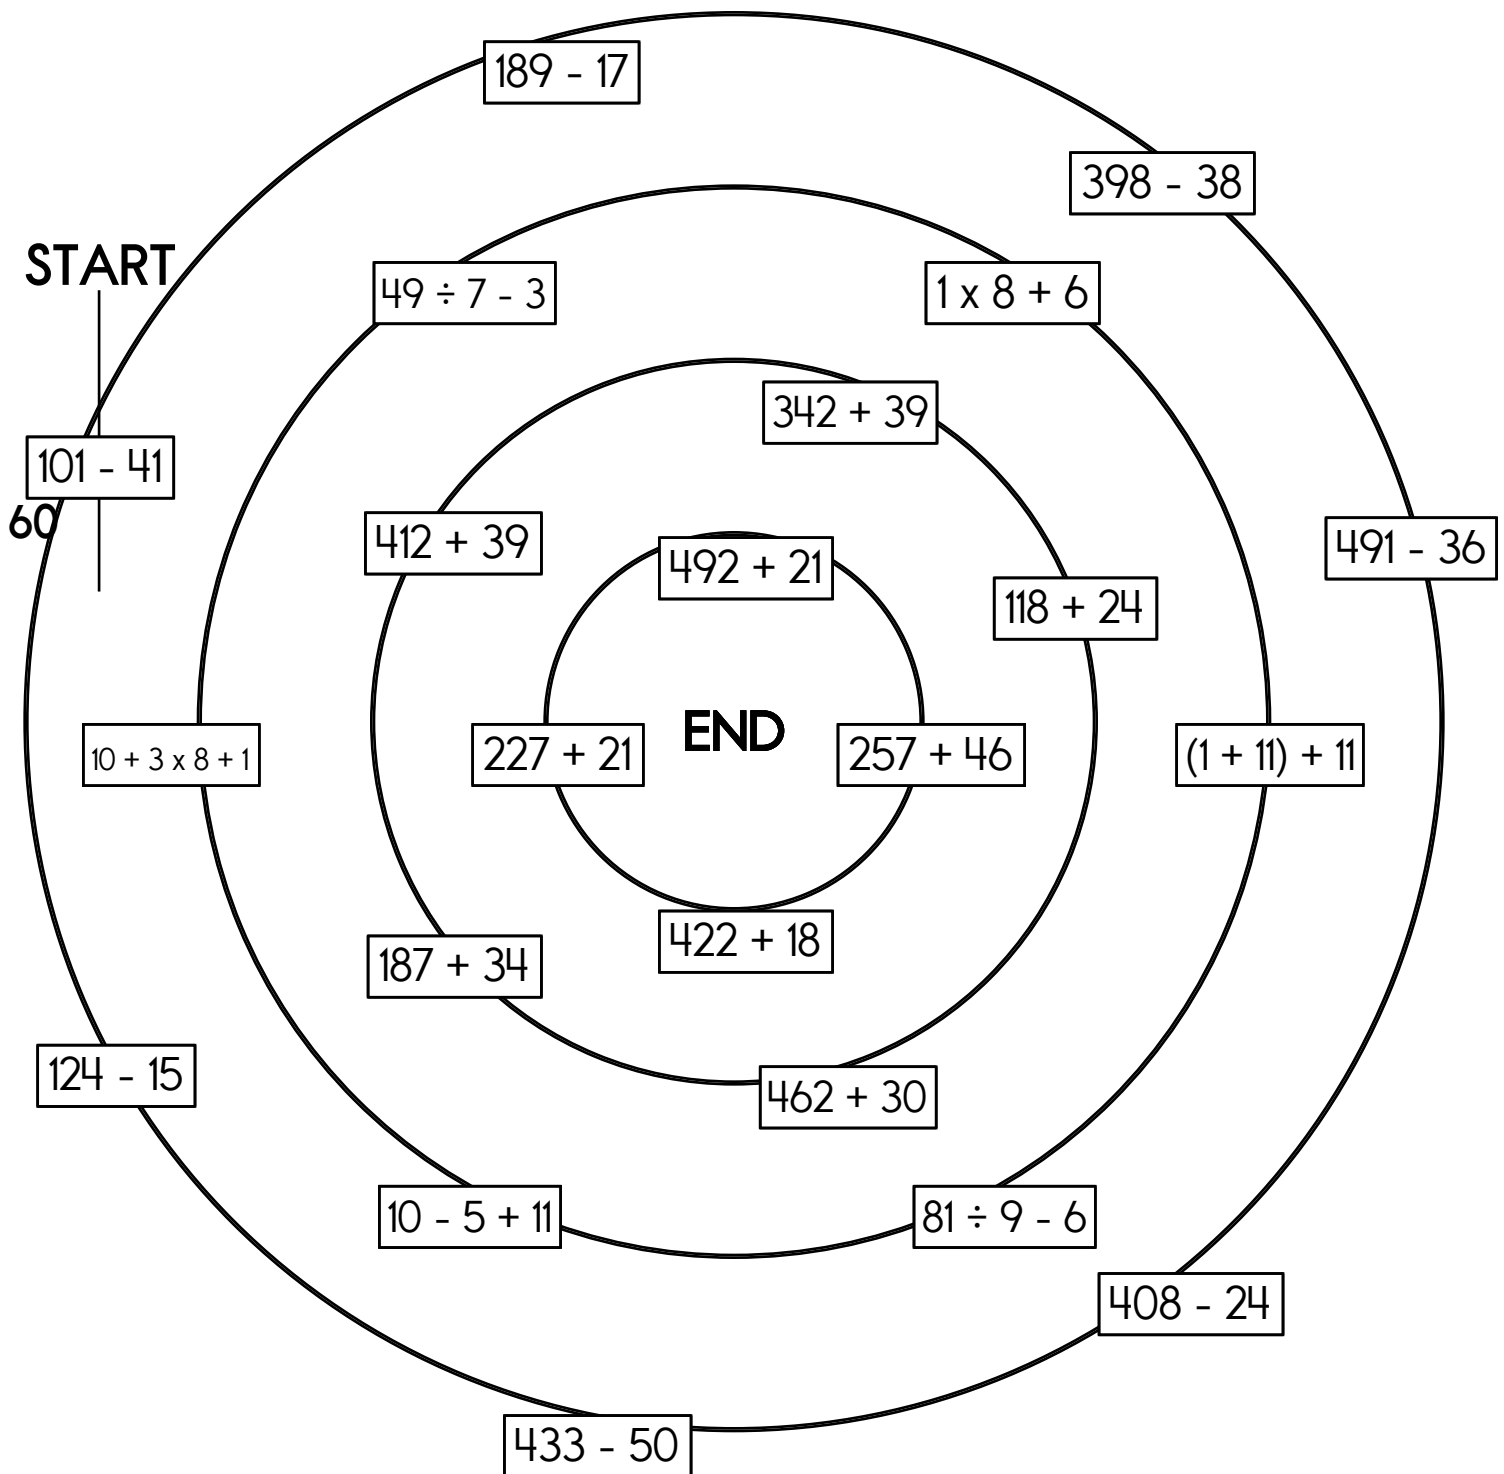 189 - 17
398 - 38
START
49 ÷ 7 - 3
1 x 8 + 6
342 + 39
101 - 41
60
412 + 39
492 + 21
491 - 36
118 + 24
END
10 + 3 x 8 + 1
227 + 21
257 + 46
(1 + 11) + 11
422 + 18
187 + 34
124 - 15
462 + 30
10 - 5 + 11
81 ÷ 9 - 6
408 - 24
433 - 50